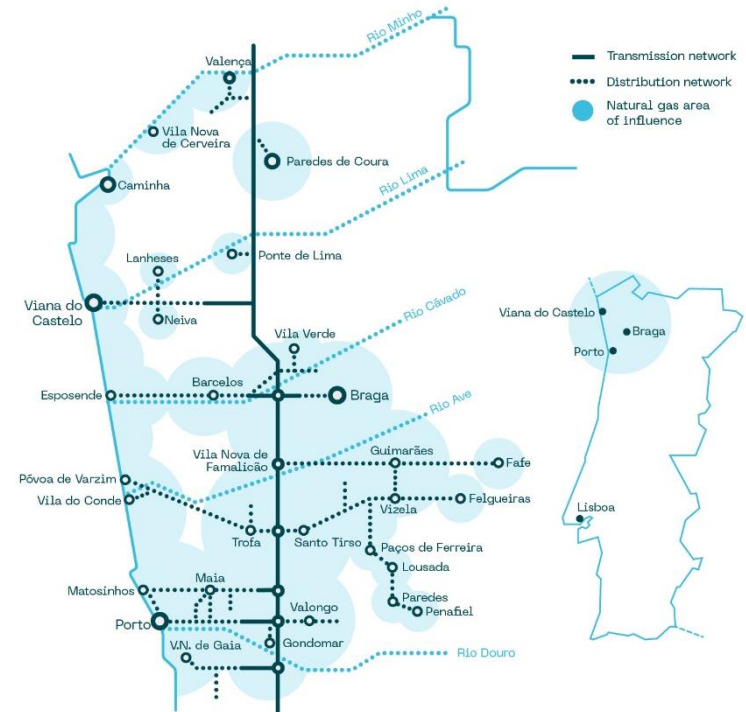 Rio Minho
Valença
Transmission network
Distribution network
Natural gas area
of influence
Vila Nova
de Cerveira
Paredes de Coura
Caminha
Rio Lima
Lanheses
Ponte de Lima
Viana do
Castelo
Neiva
Rio Cávado
Vila Verde
Viana do Castelo
Braga
Porto
Esposende
Barcelos
Braga
Rio Ave
Vila Nova de
Famalicão
Guimarães
Fafe
Póvoa de Varzim
Vila do Conde
Vizela
Felgueiras
Lisboa
Trofa
Santo Tirso
Paços de Ferreira
Lousada
Matosinhos
Maia
Paredes
Penafiel
Valongo
Porto
V.N. de Gaia
Gondomar
Rio Douro